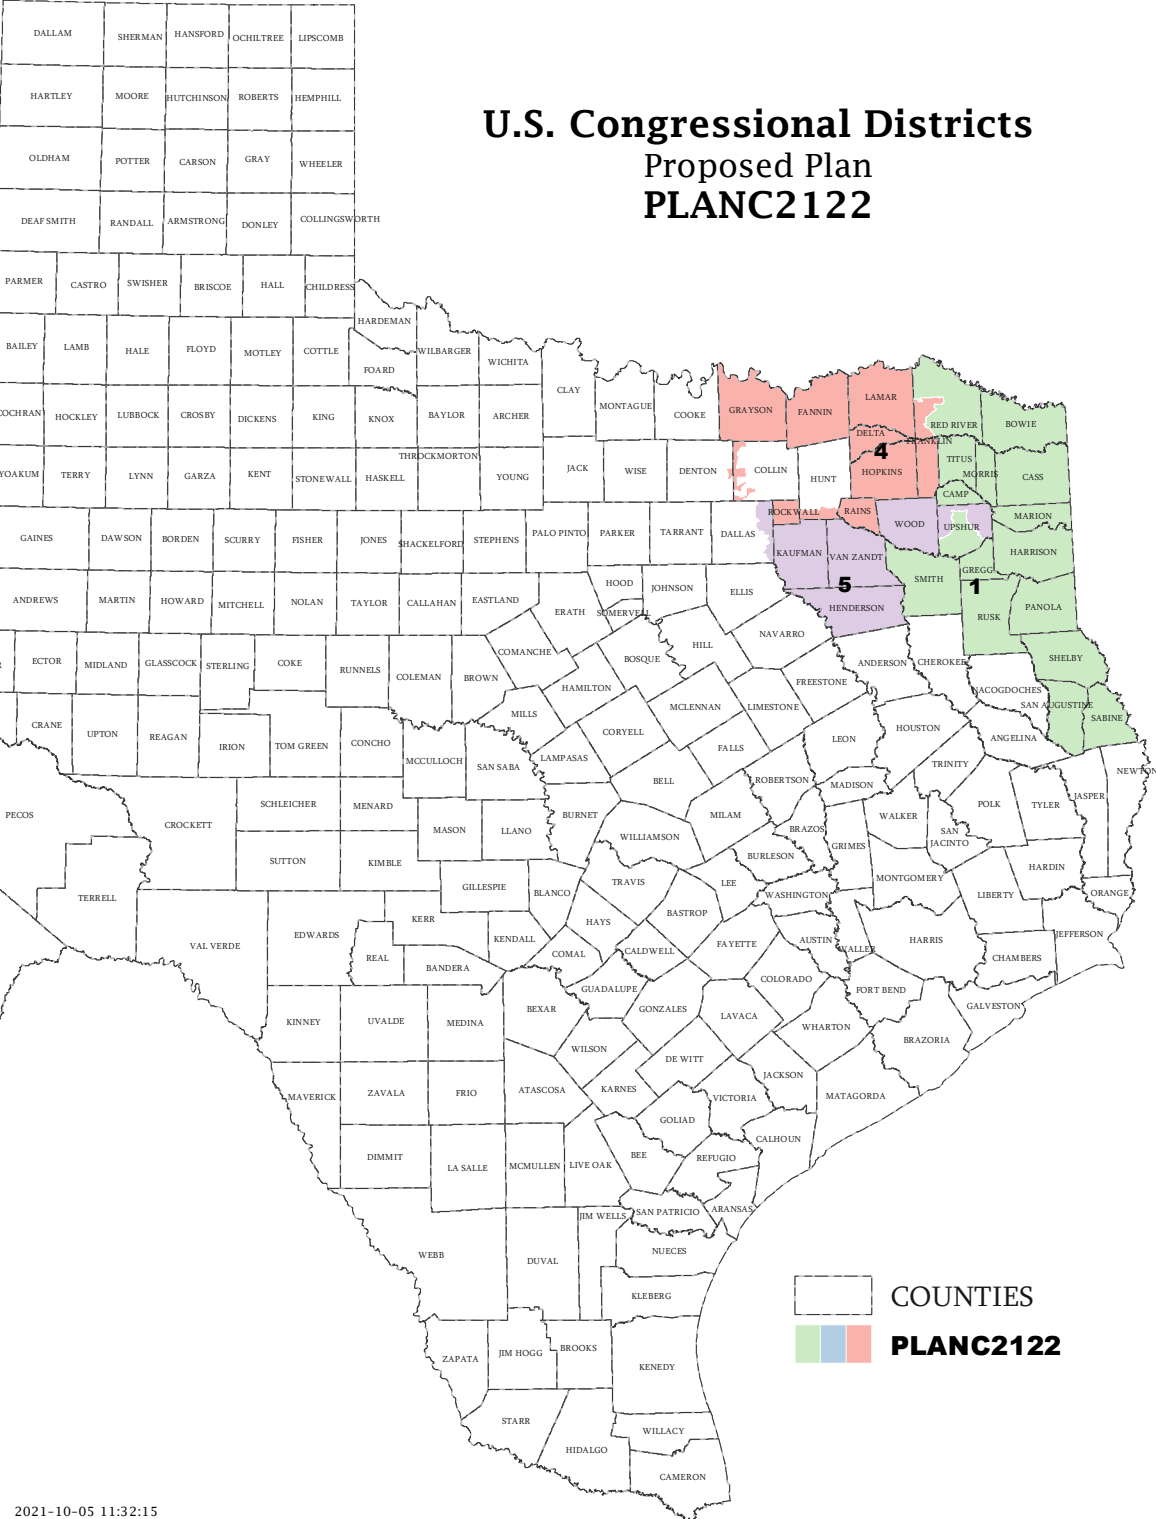 U.S. Congressional Districts
Proposed Plan
PLANC2122
DALLAM
SHERMAN
HANSFORD
OCHILTREE
LIPSCOMB
HARTLEY
MOORE
HUTCHINSON
ROBERTS
HEMPHILL
OLDHAM
POTTER
CARSON
GRAY
WHEELER
DEAF SMITH
RANDALL
ARMSTRONG
DONLEY
COLLINGSWORTH
PARMER
CASTRO
SWISHER
BRISCOE
HALL
CHILDRESS
HARDEMAN
BAILEY
LAMB
HALE
FLOYD
MOTLEY
COTTLE
FOARD
WILBARGER
WICHITA
CLAY
MONTAGUE
COOKE
GRAYSON
FANNIN
LAMAR
RED RIVER
BOWIE
COCHRAN
HOCKLEY
LUBBOCK
CROSBY
DICKENS
KING
KNOX
BAYLOR
ARCHER
DELTA
FRANKLIN
4
YOAKUM
TERRY
LYNN
GARZA
KENT
STONEWALL
HASKELL
THROCKMORTON
YOUNG
JACK
WISE
DENTON
COLLIN
HUNT
HOPKINS
TITUS
MORRIS
CASS
CAMP
GAINES
DAWSON
BORDEN
SCURRY
FISHER
JONES
SHACKELFORD
STEPHENS
PALO PINTO
PARKER
TARRANT
DALLAS
ROCKWALL
RAINS
WOOD
UPSHUR
MARION
HARRISON
KAUFMAN
VAN ZANDT
SMITH
GREGG
5
1
ANDREWS
MARTIN
HOWARD
MITCHELL
NOLAN
TAYLOR
CALLAHAN
EASTLAND
ERATH
HOOD
SOMERVELL
JOHNSON
ELLIS
HENDERSON
RUSK
PANOLA
ECTOR
MIDLAND
GLASSCOCK
STERLING
COKE
RUNNELS
COLEMAN
BROWN
COMANCHE
BOSQUE
HILL
NAVARRO
ANDERSON
CHEROKEE
SHELBY
HAMILTON
FREESTONE
NACOGDOCHES
SAN AUGUSTINE
SABINE
CRANE
UPTON
REAGAN
IRION
TOM GREEN
CONCHO
MILLS
MCLENNAN
LIMESTONE
CORYELL
FALLS
LEON
HOUSTON
ANGELINA
MCCULLOCH
SAN SABA
LAMPASAS
BELL
ROBERTSON
MADISON
TRINITY
NEWTON
PECOS
CROCKETT
SCHLEICHER
MENARD
MASON
LLANO
BURNET
WILLIAMSON
MILAM
BRAZOS
WALKER
SAN
JACINTO
POLK
TYLER
JASPER
SUTTON
KIMBLE
GRIMES
BURLESON
HARDIN
TERRELL
GILLESPIE
BLANCO
TRAVIS
LEE
WASHINGTON
MONTGOMERY
LIBERTY
ORANGE
VAL VERDE
EDWARDS
KERR
KENDALL
HAYS
BASTROP
FAYETTE
AUSTIN
WALLER
HARRIS
JEFFERSON
REAL
BANDERA
COMAL
CALDWELL
CHAMBERS
COLORADO
GUADALUPE
FORT BEND
GALVESTON
KINNEY
UVALDE
MEDINA
BEXAR
GONZALES
LAVACA
WHARTON
BRAZORIA
WILSON
DE WITT
JACKSON
MAVERICK
ZAVALA
FRIO
ATASCOSA
KARNES
VICTORIA
MATAGORDA
GOLIAD
CALHOUN
DIMMIT
LA SALLE
MCMULLEN
LIVE OAK
BEE
REFUGIO
ARANSAS
JIM WELLS
SAN PATRICIO
WEBB
DUVAL
NUECES
KLEBERG
COUNTIES
PLANC2122
ZAPATA
JIM HOGG
BROOKS
KENEDY
STARR
HIDALGO
WILLACY
CAMERON
2021-10-05 11:32:15